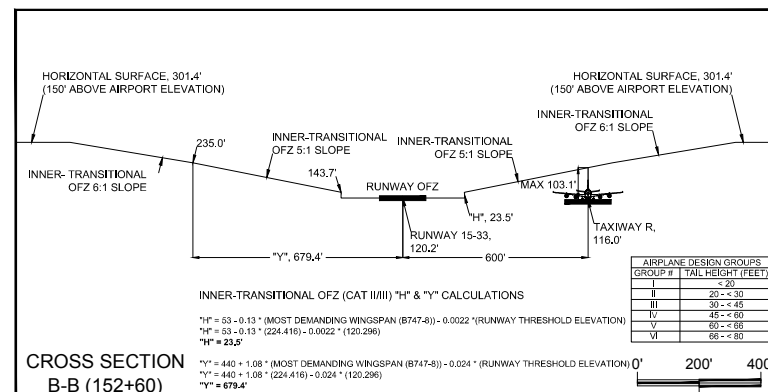 HORIZONTAL SURFACE, 301.4'
(150' ABOVE AIRPORT ELEVATION)
HORIZONTAL SURFACE, 301.4'
(150' ABOVE AIRPORT ELEVATION)
INNER-TRANSITIONAL
OFZ 6:1 SLOPE
235.0'
INNER-TRANSITIONAL
OFZ 5:1 SLOPE
INNER-TRANSITIONAL
OFZ 5:1 SLOPE
INNER- TRANSITIONAL
OFZ 6:1 SLOPE
143.7'
RUNWAY OFZ
MAX 103.1'
"H", 23.5'
RUNWAY 15-33,
120.2'
TAXIWAY R,
116.0'
"Y", 679.4'
600'
AIRPLANE DESIGN GROUPS
GROUP # TAIL HEIGHT (FEET)
I < 20
II 20 - < 30
III 30 - < 45
IV 45 - < 60
V 60 - < 66
VI 66 - < 80
INNER-TRANSITIONAL OFZ (CAT II/III) "H" & "Y" CALCULATIONS
"H" = 53 - 0.13 * (MOST DEMANDING WINGSPAN (B747-8)) - 0.0022 *(RUNWAY THRESHOLD ELEVATION)
"H" = 53 - 0.13 * (224.416) - 0.0022 * (120.296)
"H" = 23.5'
"Y" = 440 + 1.08 * (MOST DEMANDING WINGSPAN (B747-8)) - 0.024 * (RUNWAY THRESHOLD ELEVATION)
"Y" = 440 + 1.08 * (224.416) - 0.024 * (120.296)
"Y" = 679.4'
CROSS SECTION
B-B (152+60)
0' 200' 400'